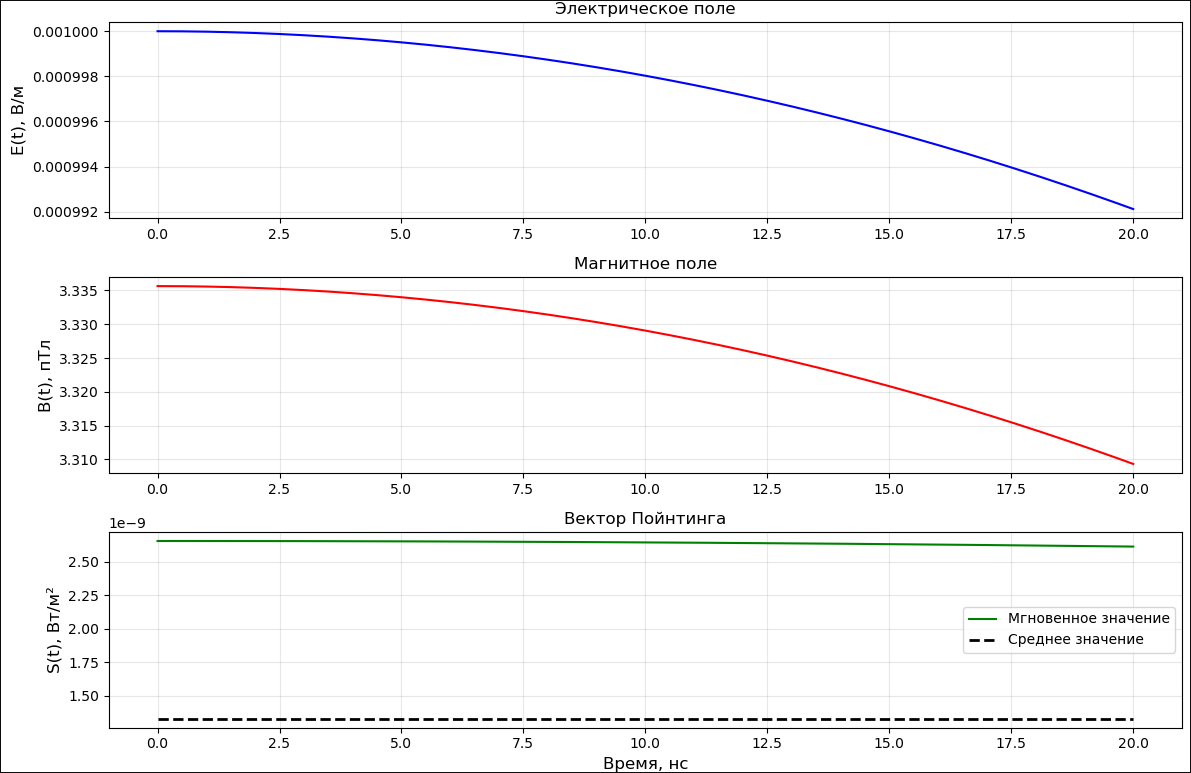 Электрическое поле
E(t), В/м
0.001000
0.000998
0.000996
0.000994
0.000992
0.0 2.5 5.0 7.5 10.0 12.5 15.0 17.5 20.0
Магнитное поле
B(t), пТл
3.335
3.330
3.325
3.320
3.315
3.310
0.0 2.5 5.0 7.5 10.0 12.5 15.0 17.5 20.0
Вектор Пойнтинга
1e−9
S(t), Вт/м²
2.50
2.25
2.00
1.75
1.50
Мгновенное значение
Среднее значение
0.0 2.5 5.0 7.5 10.0 12.5 15.0 17.5 20.0
Время, нс